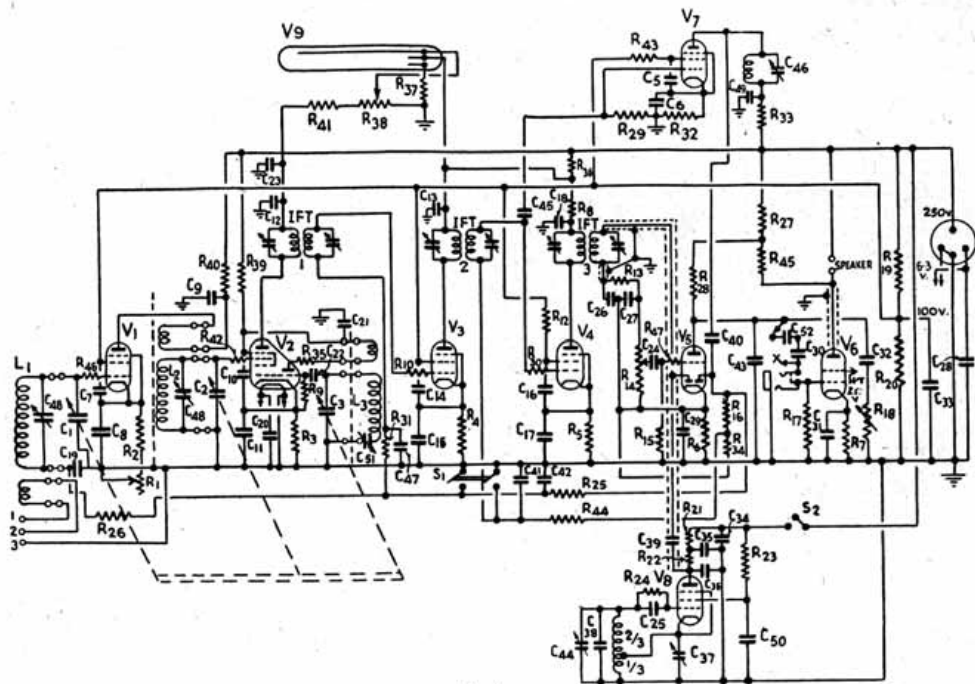 V9
V7
R43
C5
C6
C46
C49
R33
R37
R41
R38
R29
R32
C23
C12
IFT
1
C13
IFT
2
C45
C18
R8
IFT
3
R27
R45
SPEAKER
250v.
6·3
v.
R19
100v.
R40
R39
C9
V1
R42
V2
C21
V3
R12
V4
R13
C26
C27
R28
R47
C24
V5
C40
C52
C30
V6
C32
L1
R46
C7
C48
C1
C8
R2
C19
R1
L2
C48
C2
C10
C11
C20
R35
C22
R9
R3
C3
L3
C51
R31
C47
R10
C14
C15
R4
C16
C17
R5
R14
R15
C29
R6
R16
R34
C43
X
R17
C31
R7
R18
R20
C33
C28
S1
C41
C42
R25
R44
R26
1
2
3
C39
R21
C34
C35
R22
C36
S2
R23
V8
R24
C25
C38
C44
2/3
1/3
C37
C50